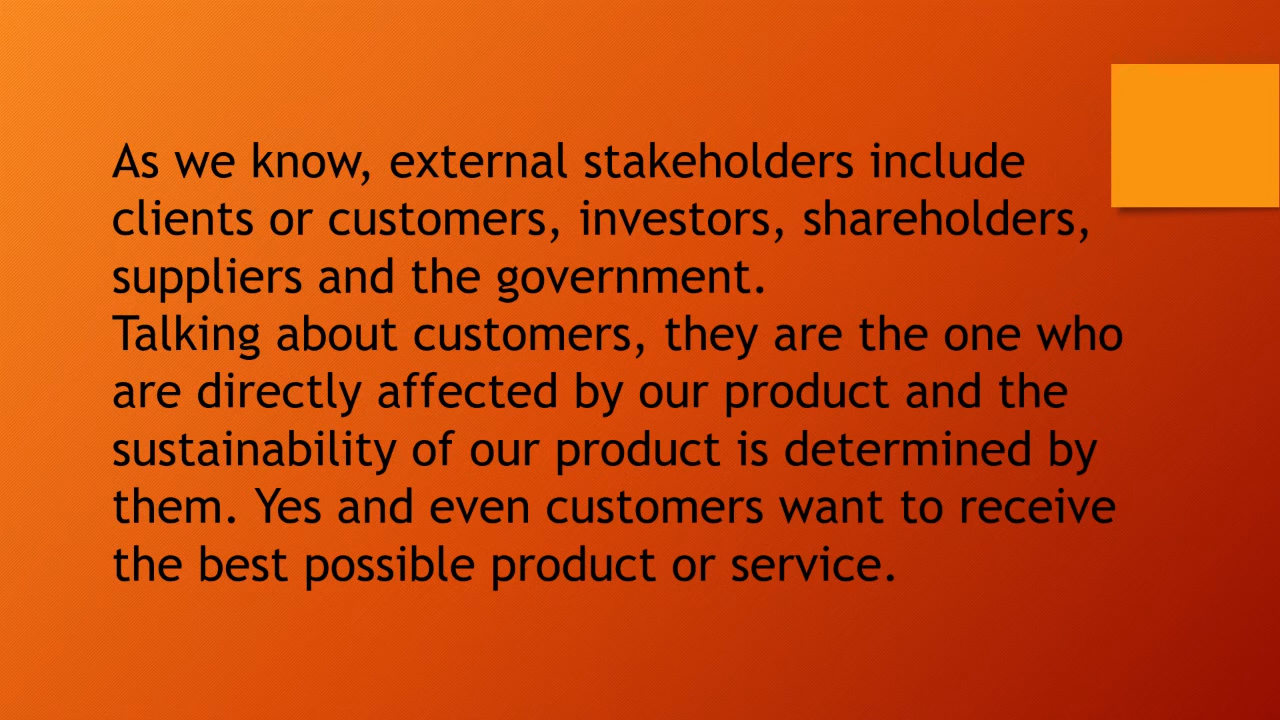 As we know, external stakeholders include
clients or customers, investors, shareholders,
suppliers and the government.
Talking about customers, they are the one who
are directly affected by our product and the
sustainability of our product is determined by
them. Yes and even customers want to receive
the best possible product or service.